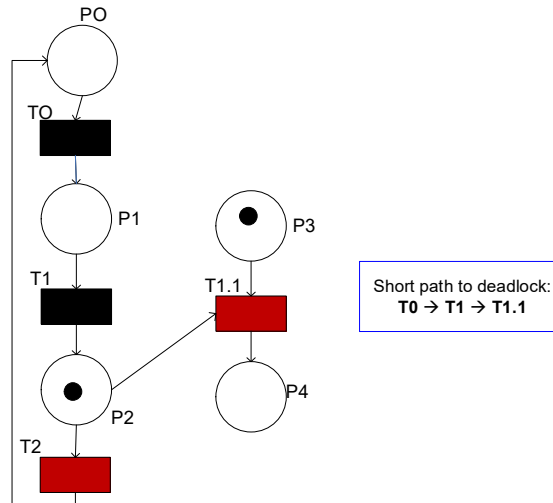 PO
TO
P1
P3
T1
T1.1
Short path to deadlock:
T0 → T1 → T1.1
P2
P4
T2